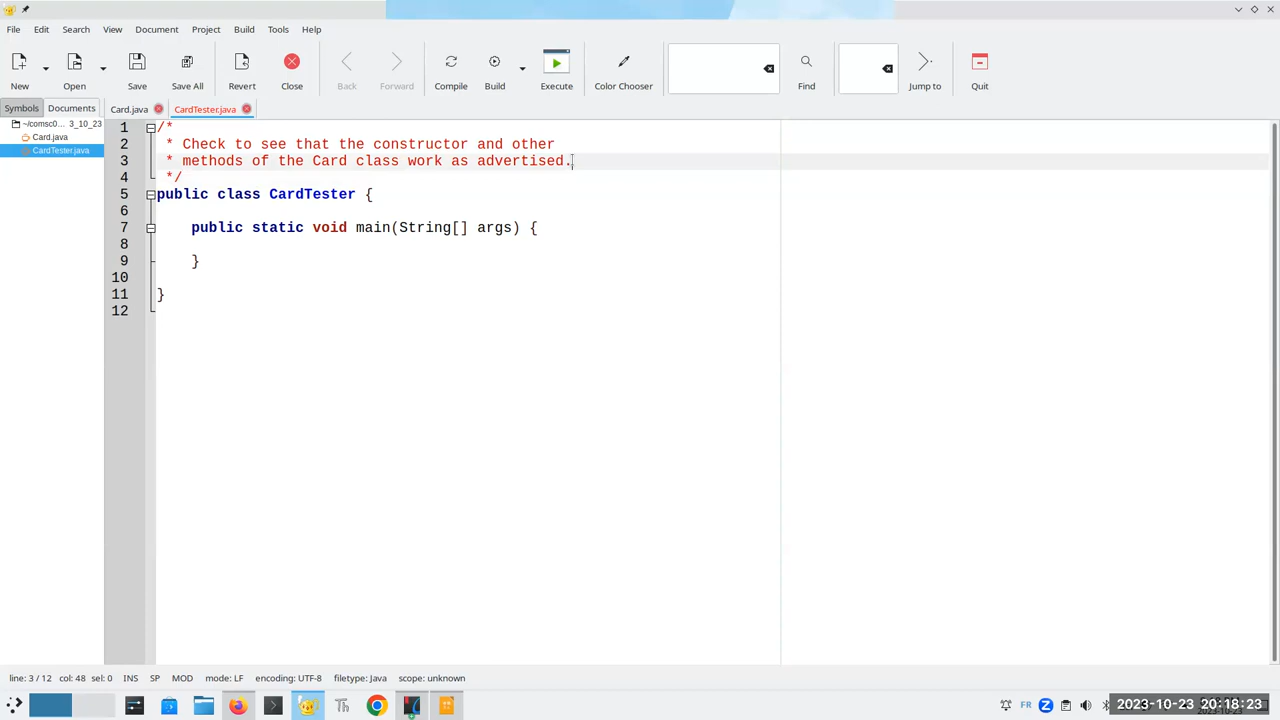 File Edit Search View Document Project Build Tools Help
New Open Save Save All Revert Close Back Forward Compile Build Execute Color Chooser Find Jump to Quit
Symbols Documents Card.java CardTester.java
~/comsc0... 3_10_23
Card.java
CardTester.java
1 /*
2 * Check to see that the constructor and other
3 * methods of the Card class work as advertised.
4 */
5 public class CardTester {
6
7 public static void main(String[] args) {
8
9 }
10
11 }
12
line: 3 / 12 col: 48 sel: 0 INS SP MOD mode: LF encoding: UTF-8 filetype: Java scope: unknown
Th FR Z 2023-10-23 20:18:23